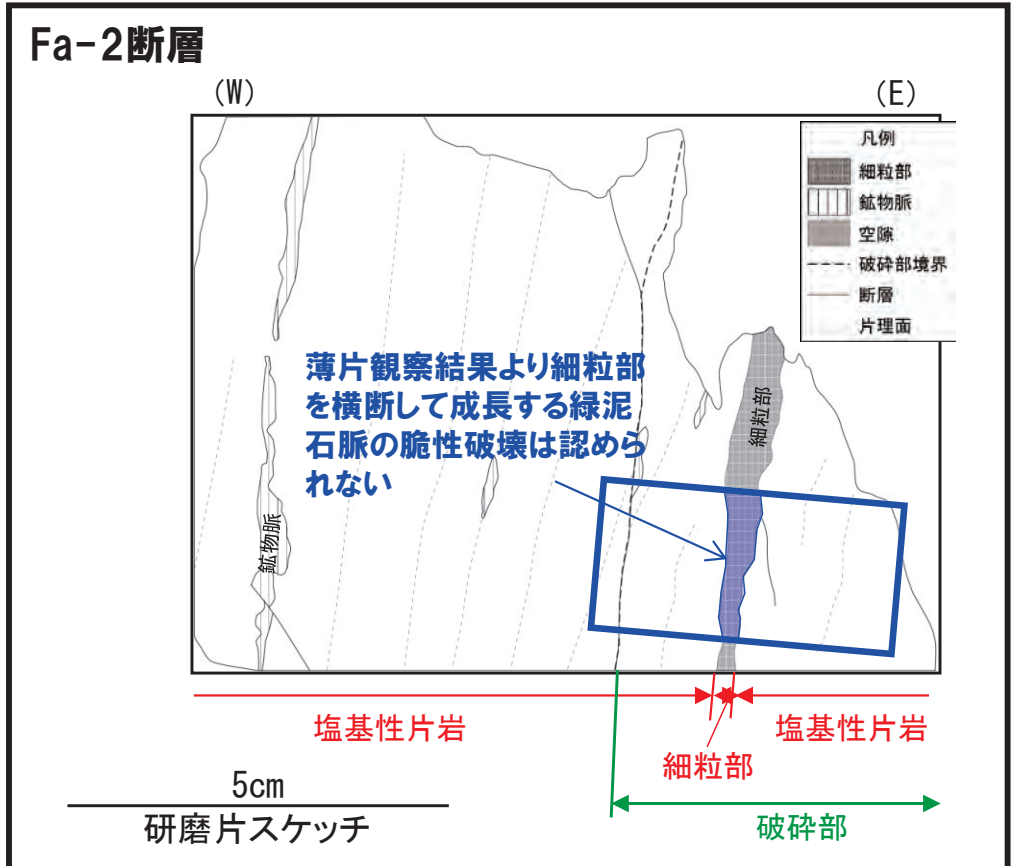 Fa-2断層
(W)
(E)
凡例
細粒部
鉱物脈
空隙
破砕部境界
断層
片理面
薄片観察結果より細粒部
を横断して成長する緑泥
石脈の脆性破壊は認めら
れない
細粒部
鉱物脈
塩基性片岩
細粒部
塩基性片岩
5cm
研磨片スケッチ
破砕部